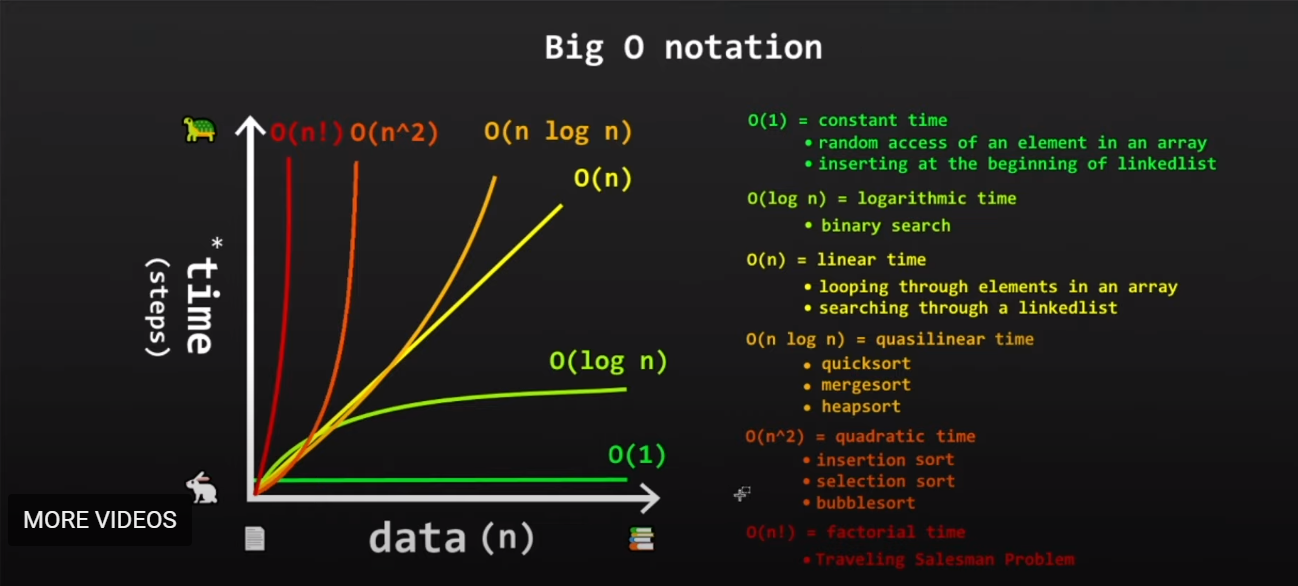 Big O notation
O(n!)
O(n^2)
O(n log n)
O(n)
O(log n)
O(1)
*time
(steps)
data (n)
MORE VIDEOS
O(1) = constant time
• random access of an element in an array
• inserting at the beginning of linkedlist
O(log n) = logarithmic time
• binary search
O(n) = linear time
• looping through elements in an array
• searching through a linkedlist
O(n log n) = quasilinear time
• quicksort
• mergesort
• heapsort
O(n^2) = quadratic time
• insertion sort
• selection sort
• bubblesort
O(n!) = factorial time
• Traveling Salesman Problem